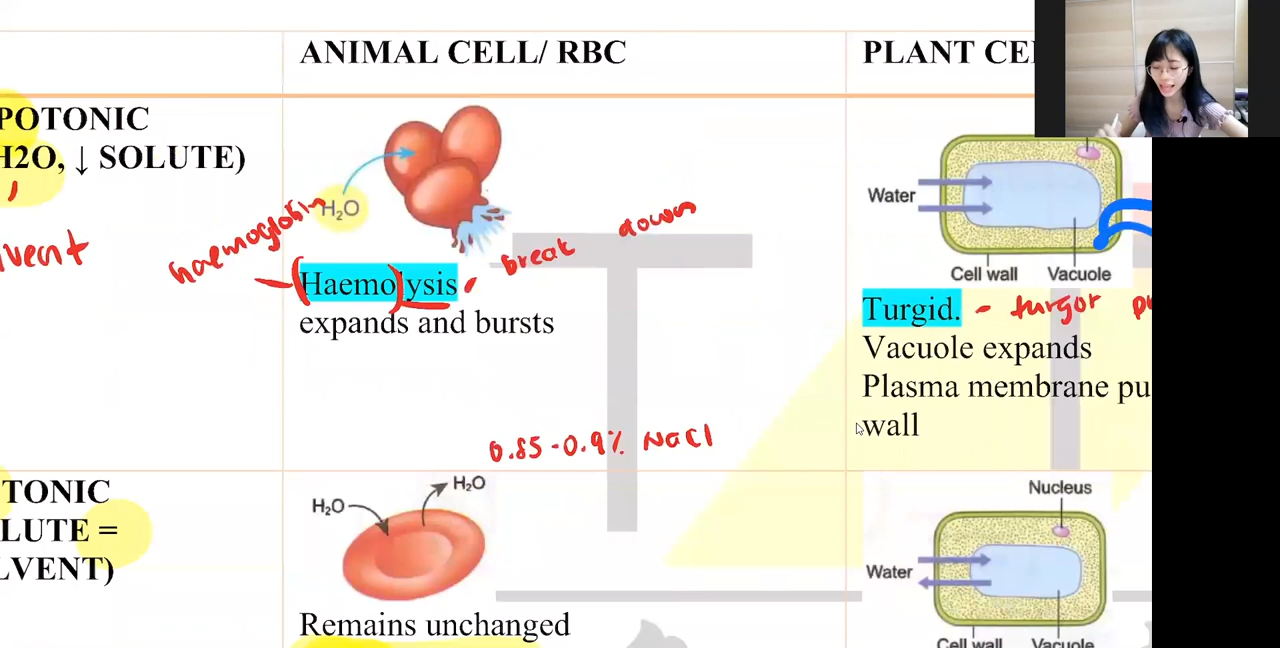 ANIMAL CELL/ RBC
PLANT CE
POTONIC
H2O, ↓ SOLUTE)
vent
H₂O
haemoglobin
Haemolysis
break down
expands and bursts
Water
Cell wall
Vacuole
Turgid. - turgor
Vacuole expands
Plasma membrane pu
wall
0.85-0.9% NaCl
TONIC
LUTE =
LVENT)
H₂O
H₂O
Remains unchanged
Nucleus
Water
Cell wall
Vacuole